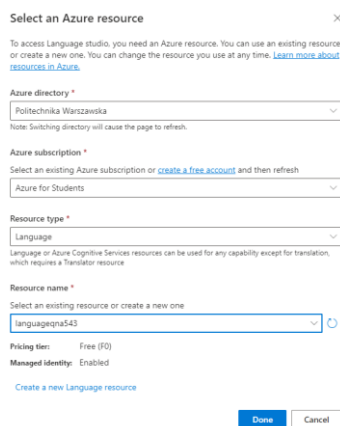 Select an Azure resource
To access Language studio, you need an Azure resource. You can use an existing resource
or create a new one. You can change the resource you use at any time. Learn more about
resources in Azure.
Azure directory *
Politechnika Warszawska
Note: Switching directory will cause the page to refresh.
Azure subscription *
Select an existing Azure subscription or create a free account and then refresh
Azure for Students
Resource type *
Language
Language or Azure Cognitive Services resources can be used for any capability except for translation,
which requires a Translator resource
Resource name *
Select an existing resource or create a new one
languageqna543
Pricing tier: Free (F0)
Managed identity: Enabled
Create a new Language resource
Done Cancel